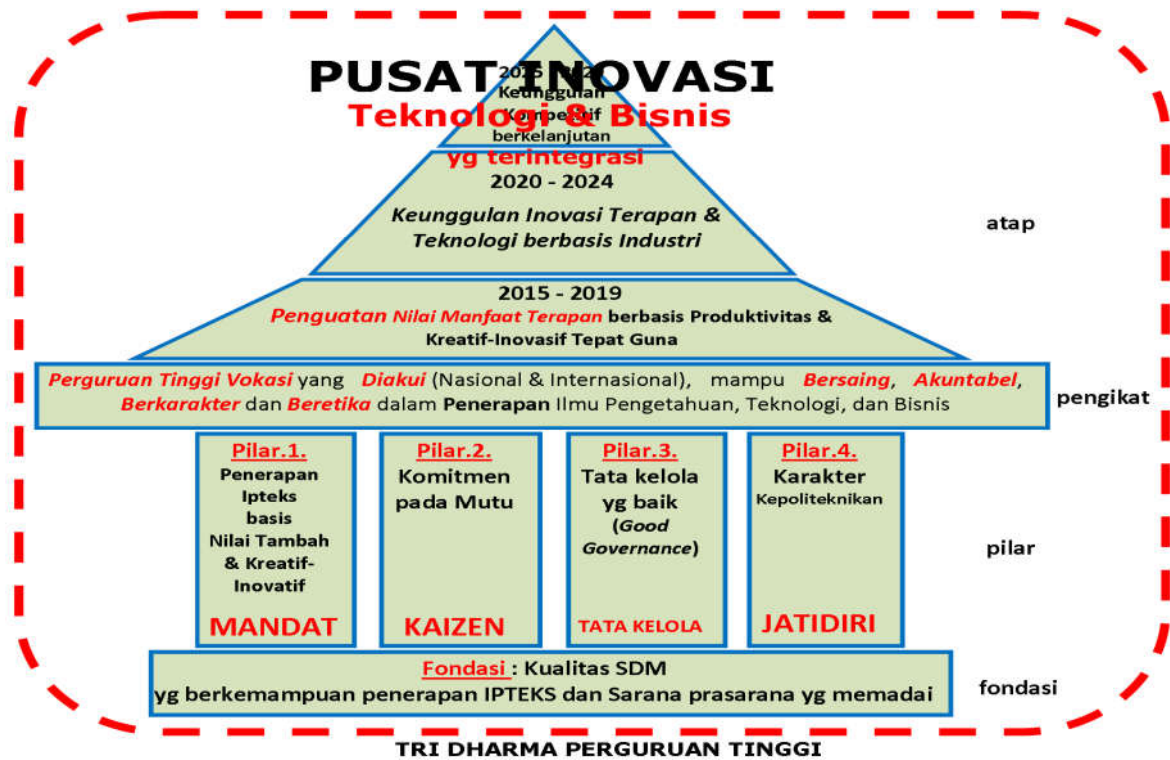 PUSAT INOVASI
Teknologi & Bisnis
yg terintegrasi
Keunggulan
Kompetitif
berkelanjutan
2020 - 2024
Keunggulan Inovasi Terapan &
Teknologi berbasis Industri
atap
2015 - 2019
Penguatan Nilai Manfaat Terapan berbasis Produktivitas &
Kreatif-Inovasif Tepat Guna
Perguruan Tinggi Vokasi yang Diakui (Nasional & Internasional), mampu Bersaing, Akuntabel,
Berkarakter dan Beretika dalam Penerapan Ilmu Pengetahuan, Teknologi, dan Bisnis
pengikat
Pilar.1.
Penerapan
Ipteks
basis
Nilai Tambah
& Kreatif-
Inovatif
MANDAT
Pilar.2.
Komitmen
pada Mutu
KAIZEN
Pilar.3.
Tata kelola
yg baik
(Good
Governance)
TATA KELOLA
Pilar.4.
Karakter
Kepoliteknikan
JATIDIRI
pilar
Fondasi : Kualitas SDM
yg berkemampuan penerapan IPTEKS dan Sarana prasarana yg memadai
fondasi
TRI DHARMA PERGURUAN TINGGI